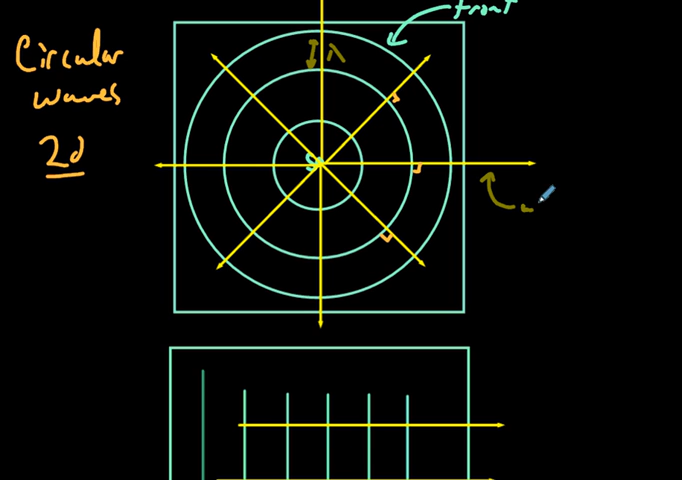 front
Circular
waves
2d
λ
S